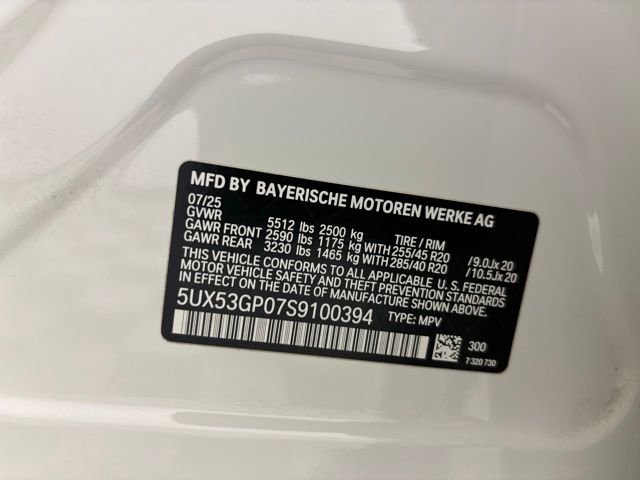 MFD BY BAYERISCHE MOTOREN WERKE AG
07/25
GVWR 5512 lbs 2500 kg TIRE / RIM
GAWR FRONT 2590 lbs 1175 kg WITH 255/45 R20 /9.0Jx20
GAWR REAR 3230 lbs 1465 kg WITH 285/40 R20 /10.5Jx20
THIS VEHICLE CONFORMS TO ALL APPLICABLE U.S. FEDERAL
MOTOR VEHICLE SAFETY AND THEFT PREVENTION STANDARDS
IN EFFECT ON THE DATE OF MANUFACTURE SHOWN ABOVE.
5UX53GP07S9100394 TYPE: MPV
300
7 320 730